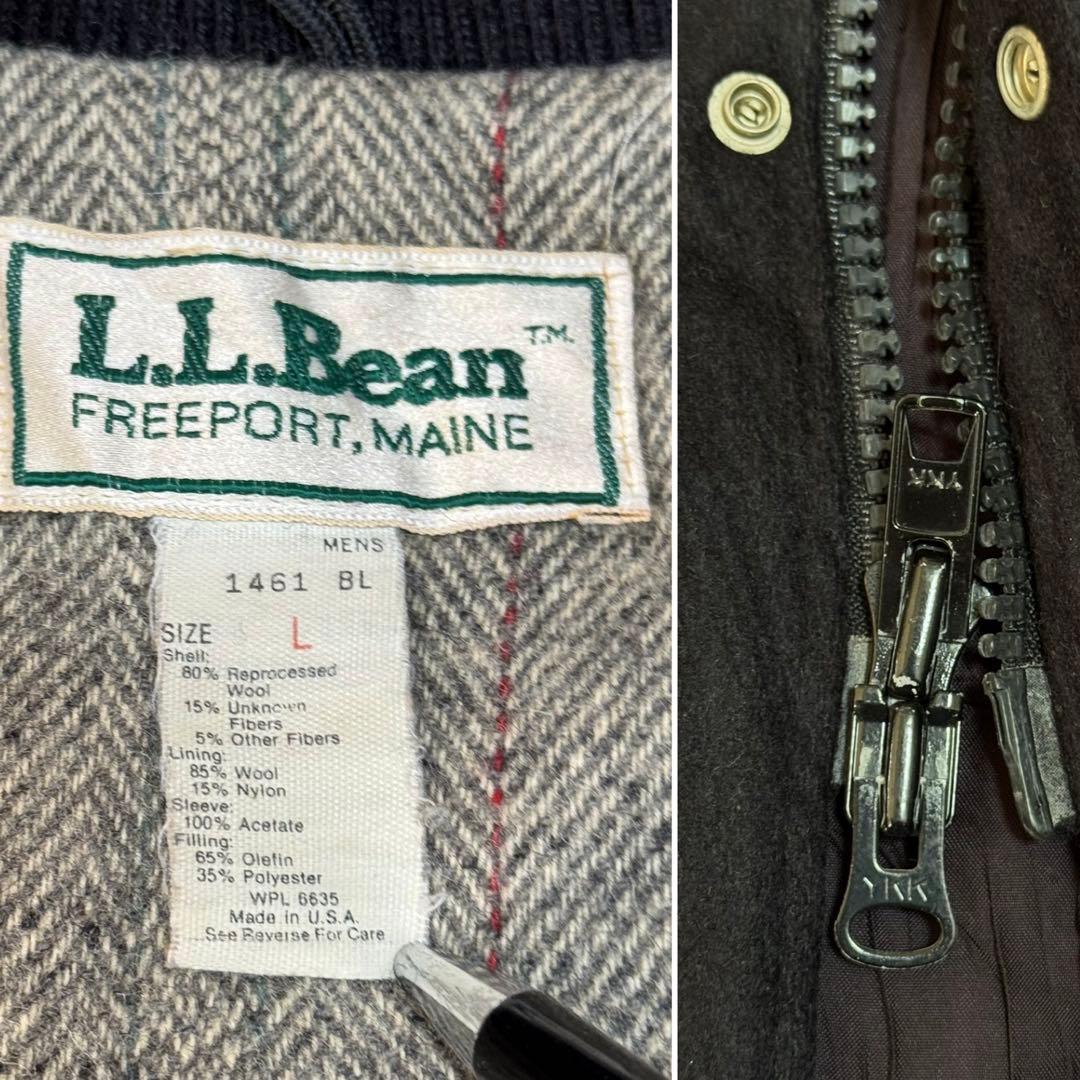 L.L.Bean T.M.
FREEPORT, MAINE
MENS
1461 BL
SIZE L
Shell:
80% Reprocessed
Wool
15% Unknown
Fibers
5% Other Fibers
Lining:
85% Wool
15% Nylon
Sleeve:
100% Acetate
Filling:
65% Olefin
35% Polyester
WPL 6635
Made in U.S.A.
See Reverse For Care
YKK
YKK